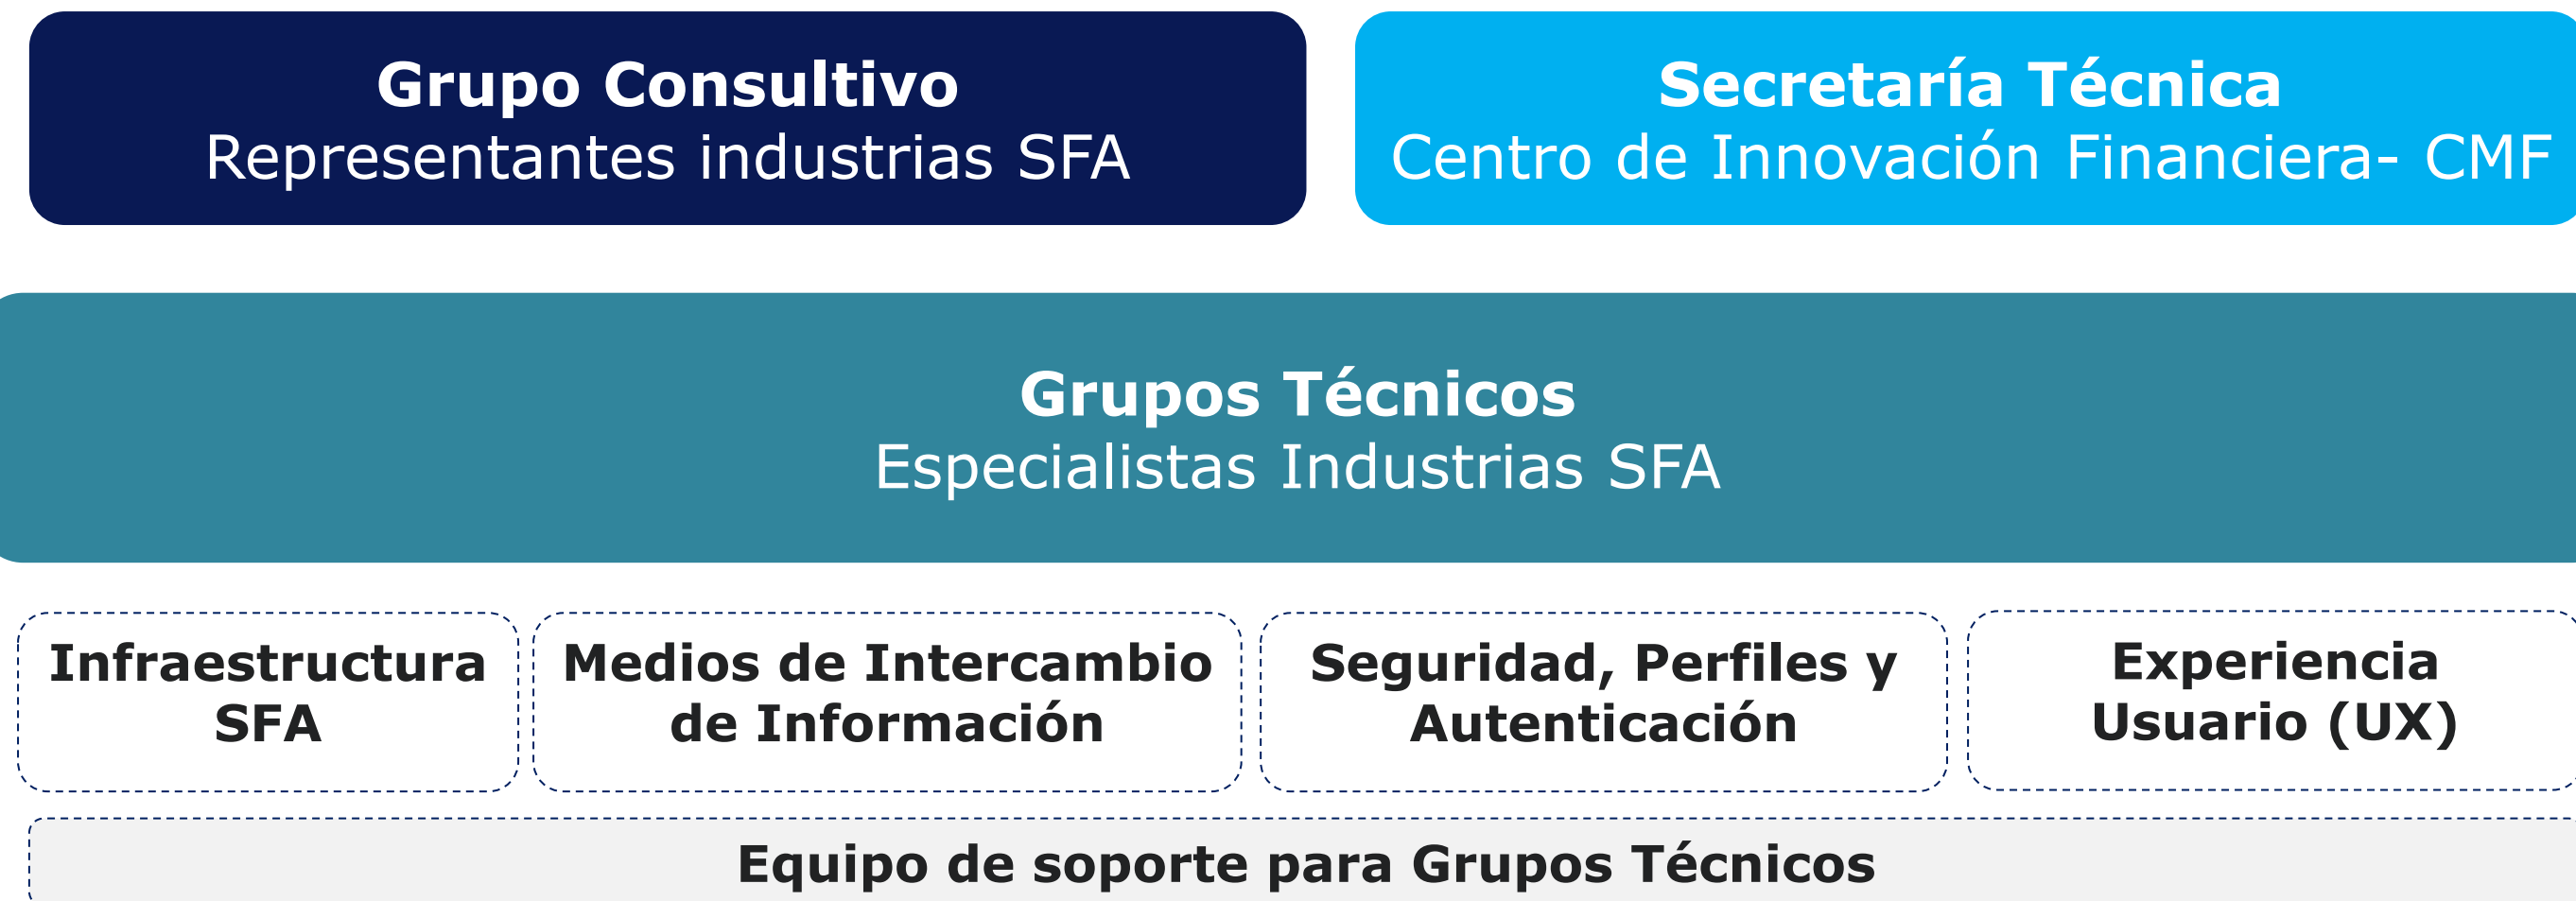 Grupo Consultivo
Representantes industrias SFA
Secretaría Técnica
Centro de Innovación Financiera- CMF
Grupos Técnicos
Especialistas Industrias SFA
Infraestructura
SFA
Medios de Intercambio
de Información
Seguridad, Perfiles y
Autenticación
Experiencia
Usuario (UX)
Equipo de soporte para Grupos Técnicos